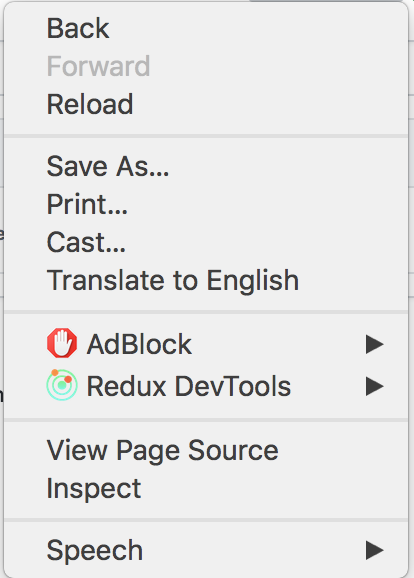 Back
Forward
Reload
Save As...
Print...
Cast...
Translate to English
AdBlock
Redux DevTools
View Page Source
Inspect
Speech